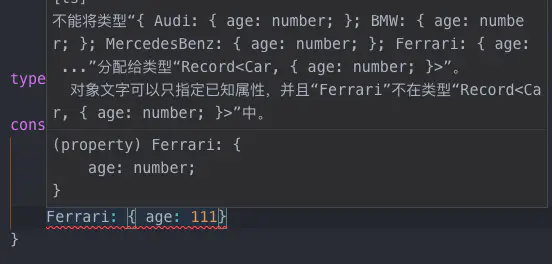 [ts]
不能将类型“{ Audi: { age: number; }; BMW: { age: numbe
r; }; MercedesBenz: { age: number; }; Ferrari: { age:
...”分配给类型“Record<Car, { age: number; }>”。
对象文字可以只指定已知属性，并且“Ferrari”不在类型“Record<Ca
r, { age: number; }>”中。
type
cons
(property) Ferrari: {
age: number;
}
Ferrari: { age: 111}
}